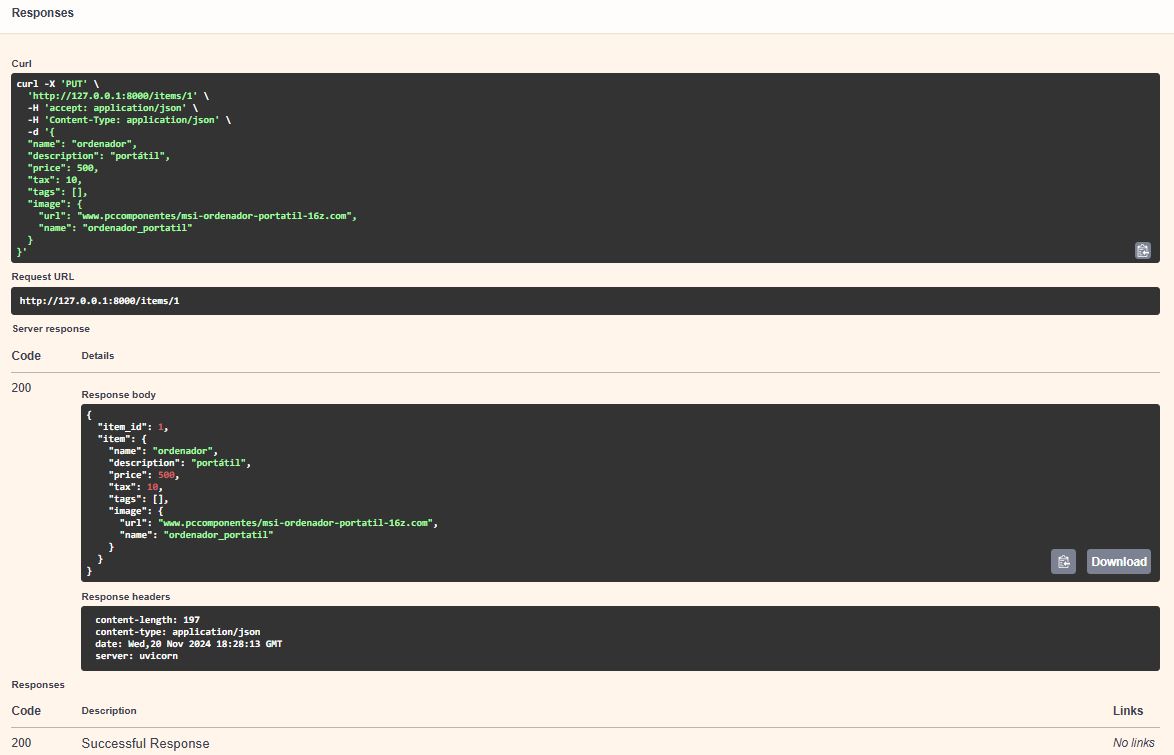 Responses
Curl
curl -X 'PUT' \
  'http://127.0.0.1:8000/items/1' \
  -H 'accept: application/json' \
  -H 'Content-Type: application/json' \
  -d '{
  "name": "ordenador",
  "description": "portátil",
  "price": 500,
  "tax": 10,
  "tags": [],
  "image": {
    "url": "www.pccomponentes/msi-ordenador-portatil-16z.com",
    "name": "ordenador_portatil"
  }
}'
Request URL
http://127.0.0.1:8000/items/1
Server response
Code Details
200
Response body
{
  "item_id": 1,
  "item": {
    "name": "ordenador",
    "description": "portátil",
    "price": 500,
    "tax": 10,
    "tags": [],
    "image": {
      "url": "www.pccomponentes/msi-ordenador-portatil-16z.com",
      "name": "ordenador_portatil"
    }
  }
}
Download
Response headers
content-length: 197
content-type: application/json
date: Wed,20 Nov 2024 18:28:13 GMT
server: uvicorn
Responses
Code Description Links
200 Successful Response No links